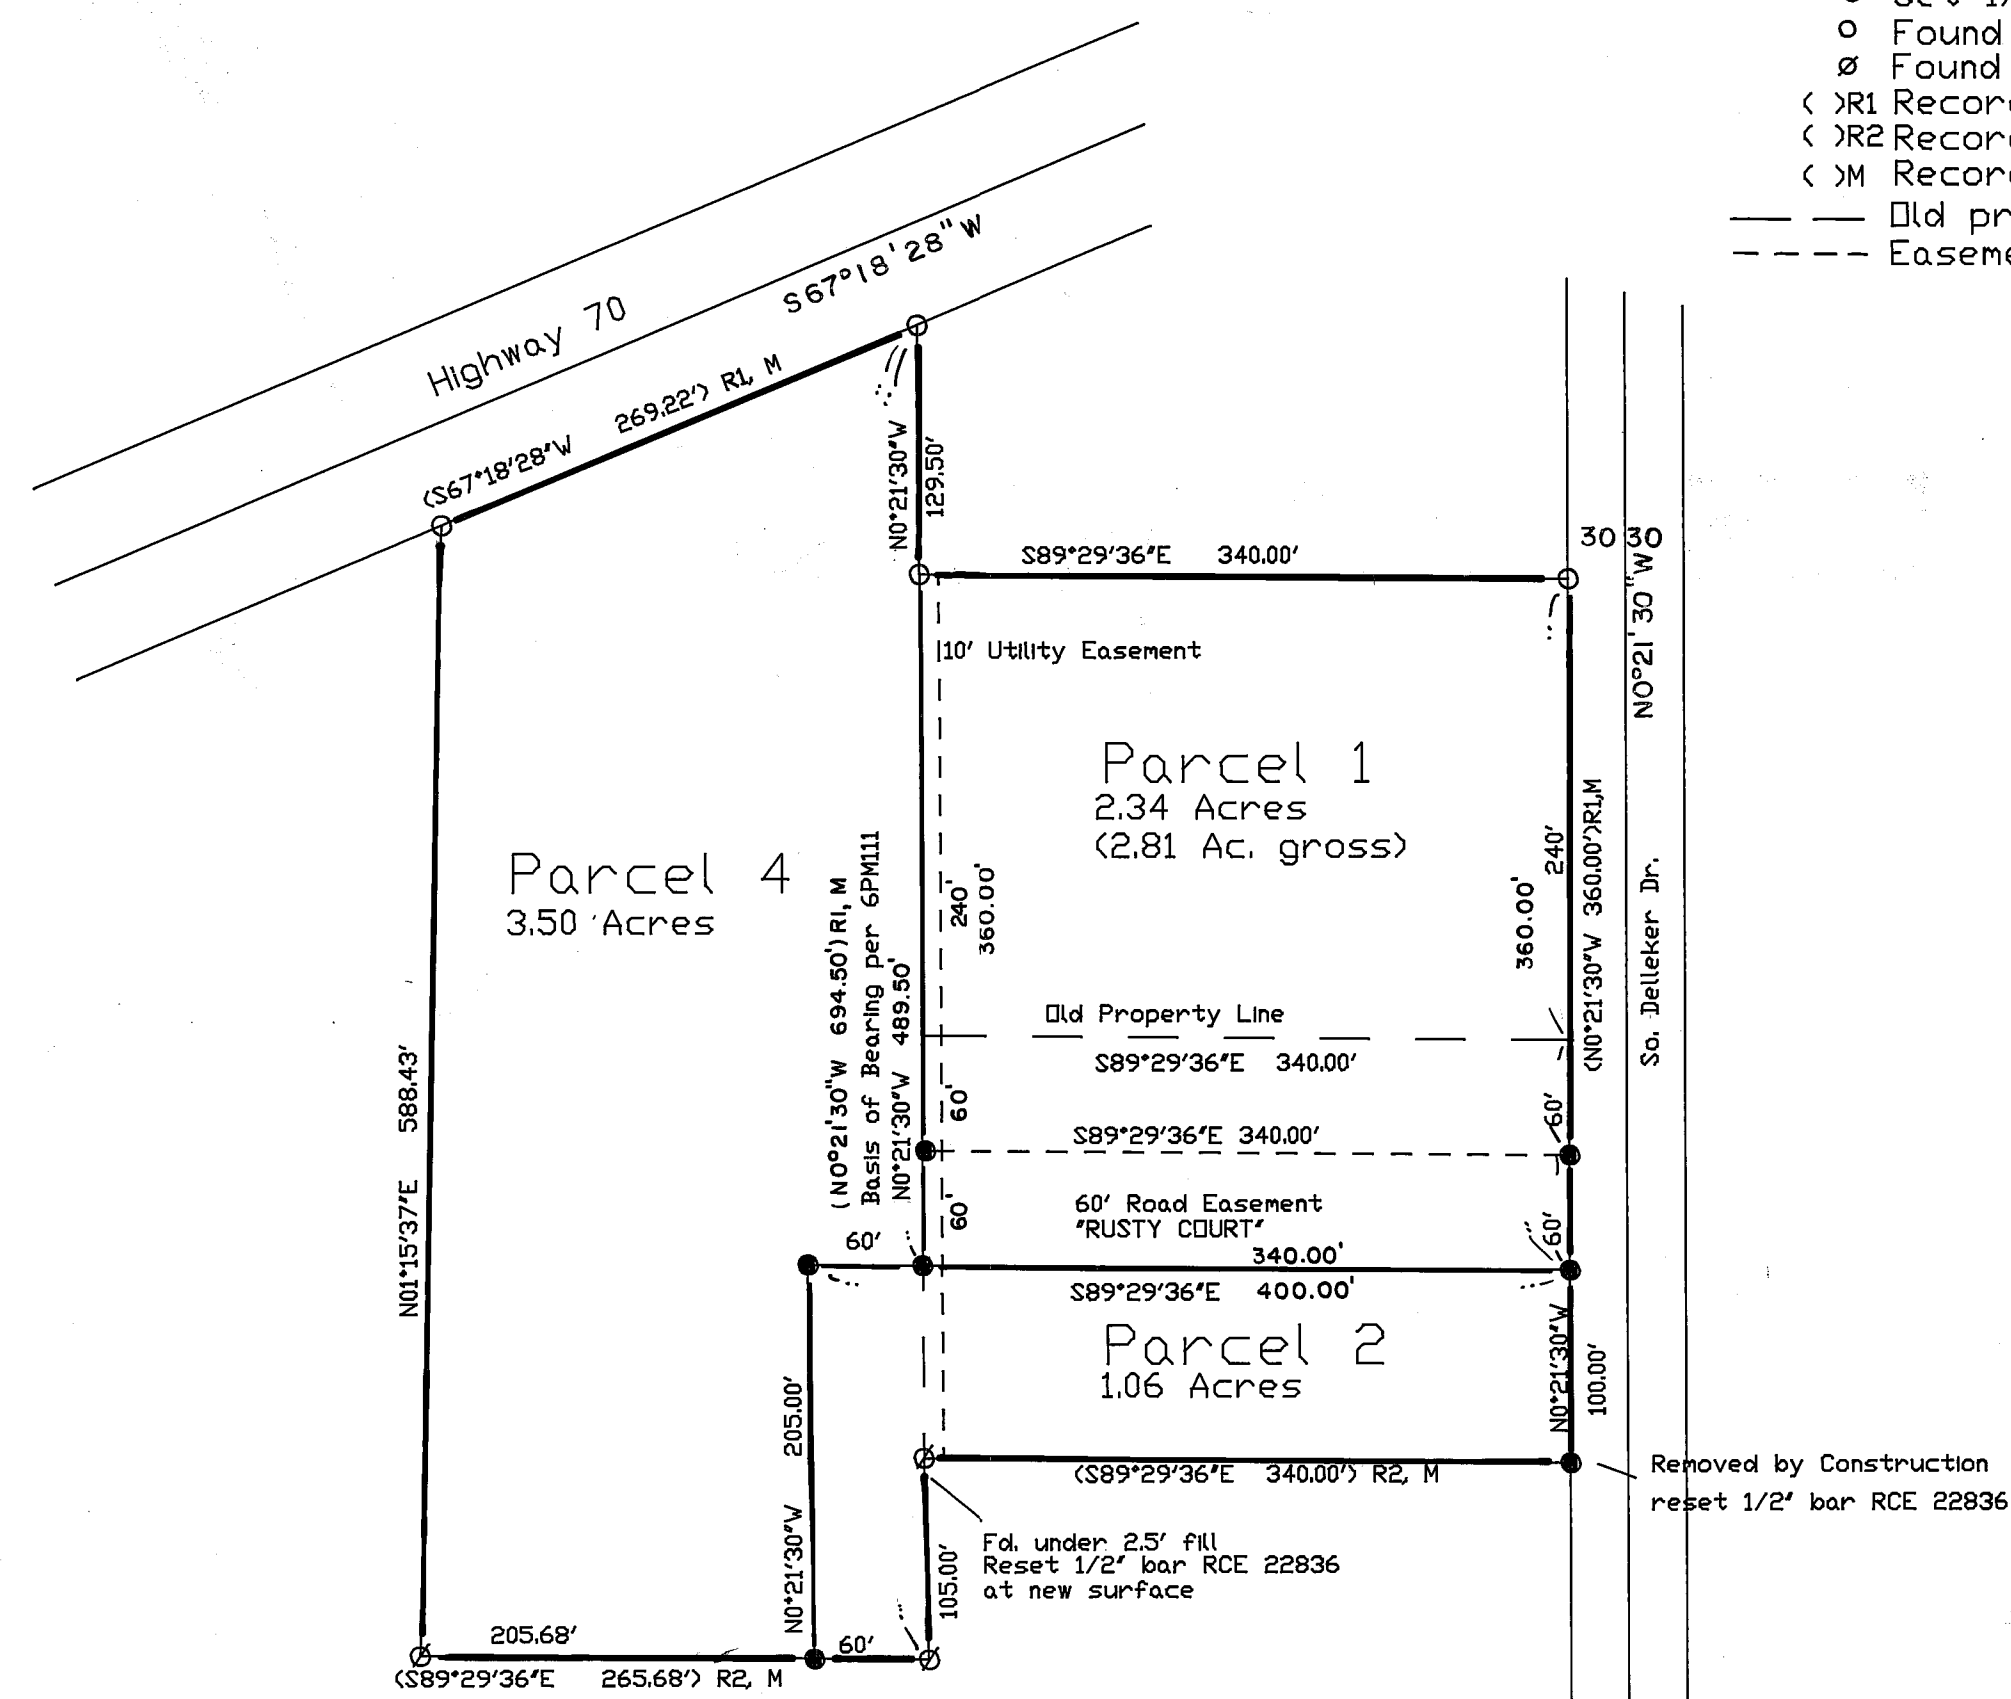 ○ Found
Ø Found
( )R1
( )R2
( )M
Old
Highway 70
S67°18'28"W
(S67°18'28"W 269.22') R1, M
N0°21'30"W
129.50'
S89°29'36"E 340.00'
30 30
N0°21'30"W
10' Utility Easement
Parcel 1
2.34 Acres
(2.81 Ac. gross)
Parcel 4
3.50 Acres
(N0°21'30"W 694.50')R1, M
Basis of Bearing per 6PM111
N0°21'30"W 489.50'
240'
360.00'
240'
360.00'
(N0°21'30"W 360.00')R1,M
So. Delleker Dr.
Old Property Line
S89°29'36"E 340.00'
N01°15'37"E 588.43'
60'
60'
S89°29'36"E 340.00'
60'
60'
60' Road Easement
"RUSTY COURT"
60'
340.00'
S89°29'36"E 400.00'
Parcel 2
1.06 Acres
N0°21'30"W
100.00'
N0°21'30"W 205.00'
(S89°29'36"E 340.00') R2, M
Removed by Construction
reset 1/2" bar RCE 22836
Fd. under 2.5' fill
Reset 1/2" bar RCE 22836
at new surface
105.00'
205.68'
60'
(S89°29'36"E 265.68') R2, M